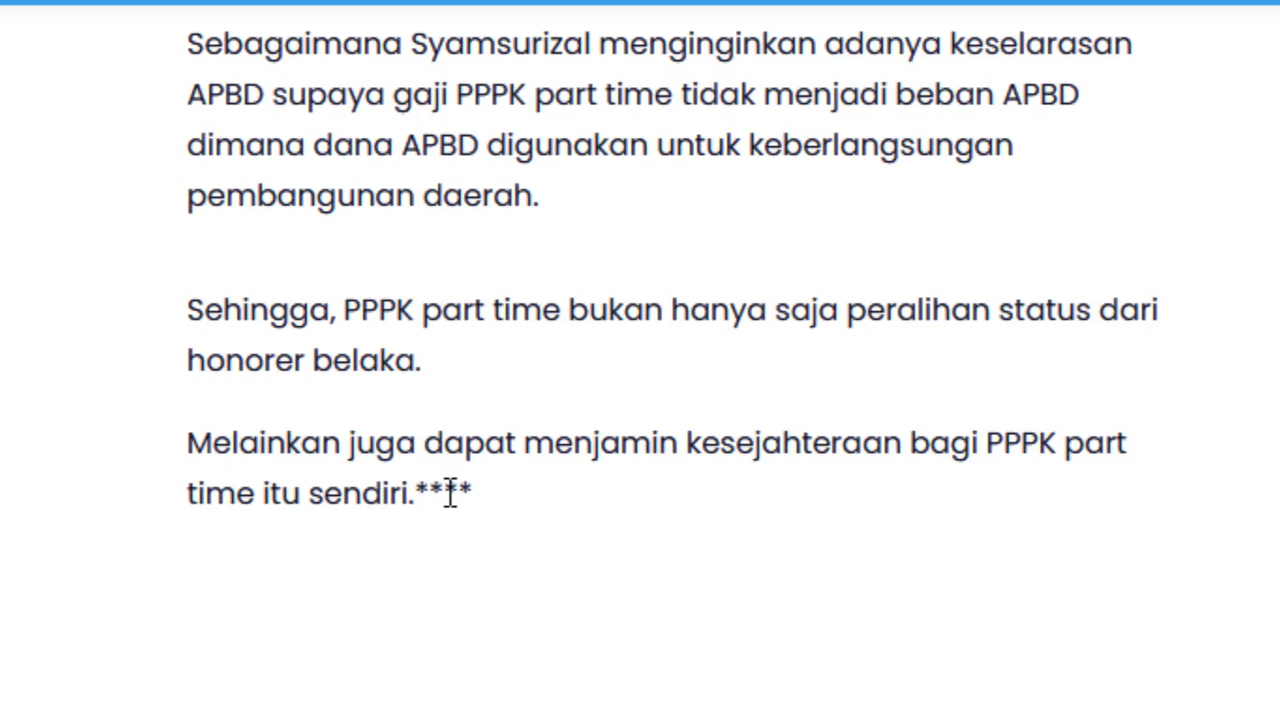 Sebagaimana Syamsurizal menginginkan adanya keselarasan
APBD supaya gaji PPPK part time tidak menjadi beban APBD
dimana dana APBD digunakan untuk keberlangsungan
pembangunan daerah.
Sehingga, PPPK part time bukan hanya saja peralihan status dari
honorer belaka.
Melainkan juga dapat menjamin kesejahteraan bagi PPPK part
time itu sendiri.****